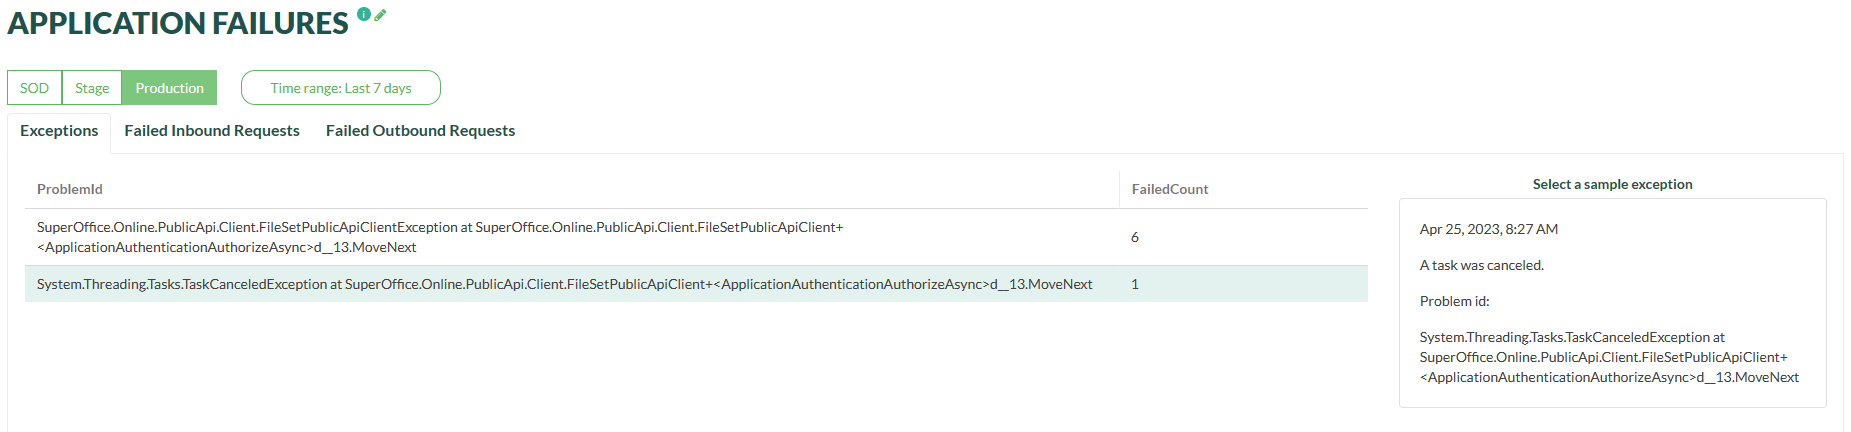 APPLICATION FAILURES
SOD
Stage
Production
Time range: Last 7 days
Exceptions
Failed Inbound Requests
Failed Outbound Requests
ProblemId
FailedCount
SuperOffice.Online.PublicApi.Client.FileSetPublicApiClientException at SuperOffice.Online.PublicApi.Client.FileSetPublicApiClient+
<ApplicationAuthenticationAuthorizeAsync>d__13.MoveNext
6
System.Threading.Tasks.TaskCanceledException at SuperOffice.Online.PublicApi.Client.FileSetPublicApiClient+<ApplicationAuthenticationAuthorizeAsync>d__13.MoveNext
1
Select a sample exception
Apr 25, 2023, 8:27 AM
A task was canceled.
Problem id:
System.Threading.Tasks.TaskCanceledException at
SuperOffice.Online.PublicApi.Client.FileSetPublicApiClient+
<ApplicationAuthenticationAuthorizeAsync>d__13.MoveNext